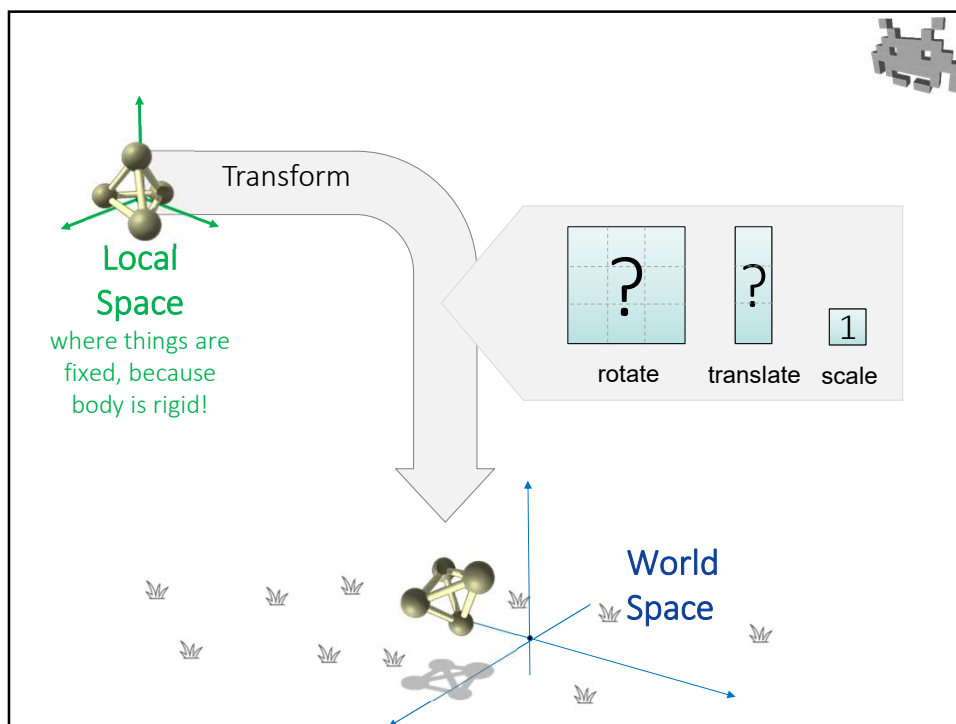 Transform
Local
Space
where things are
fixed, because
body is rigid!
? ? 1
rotate translate scale
World
Space